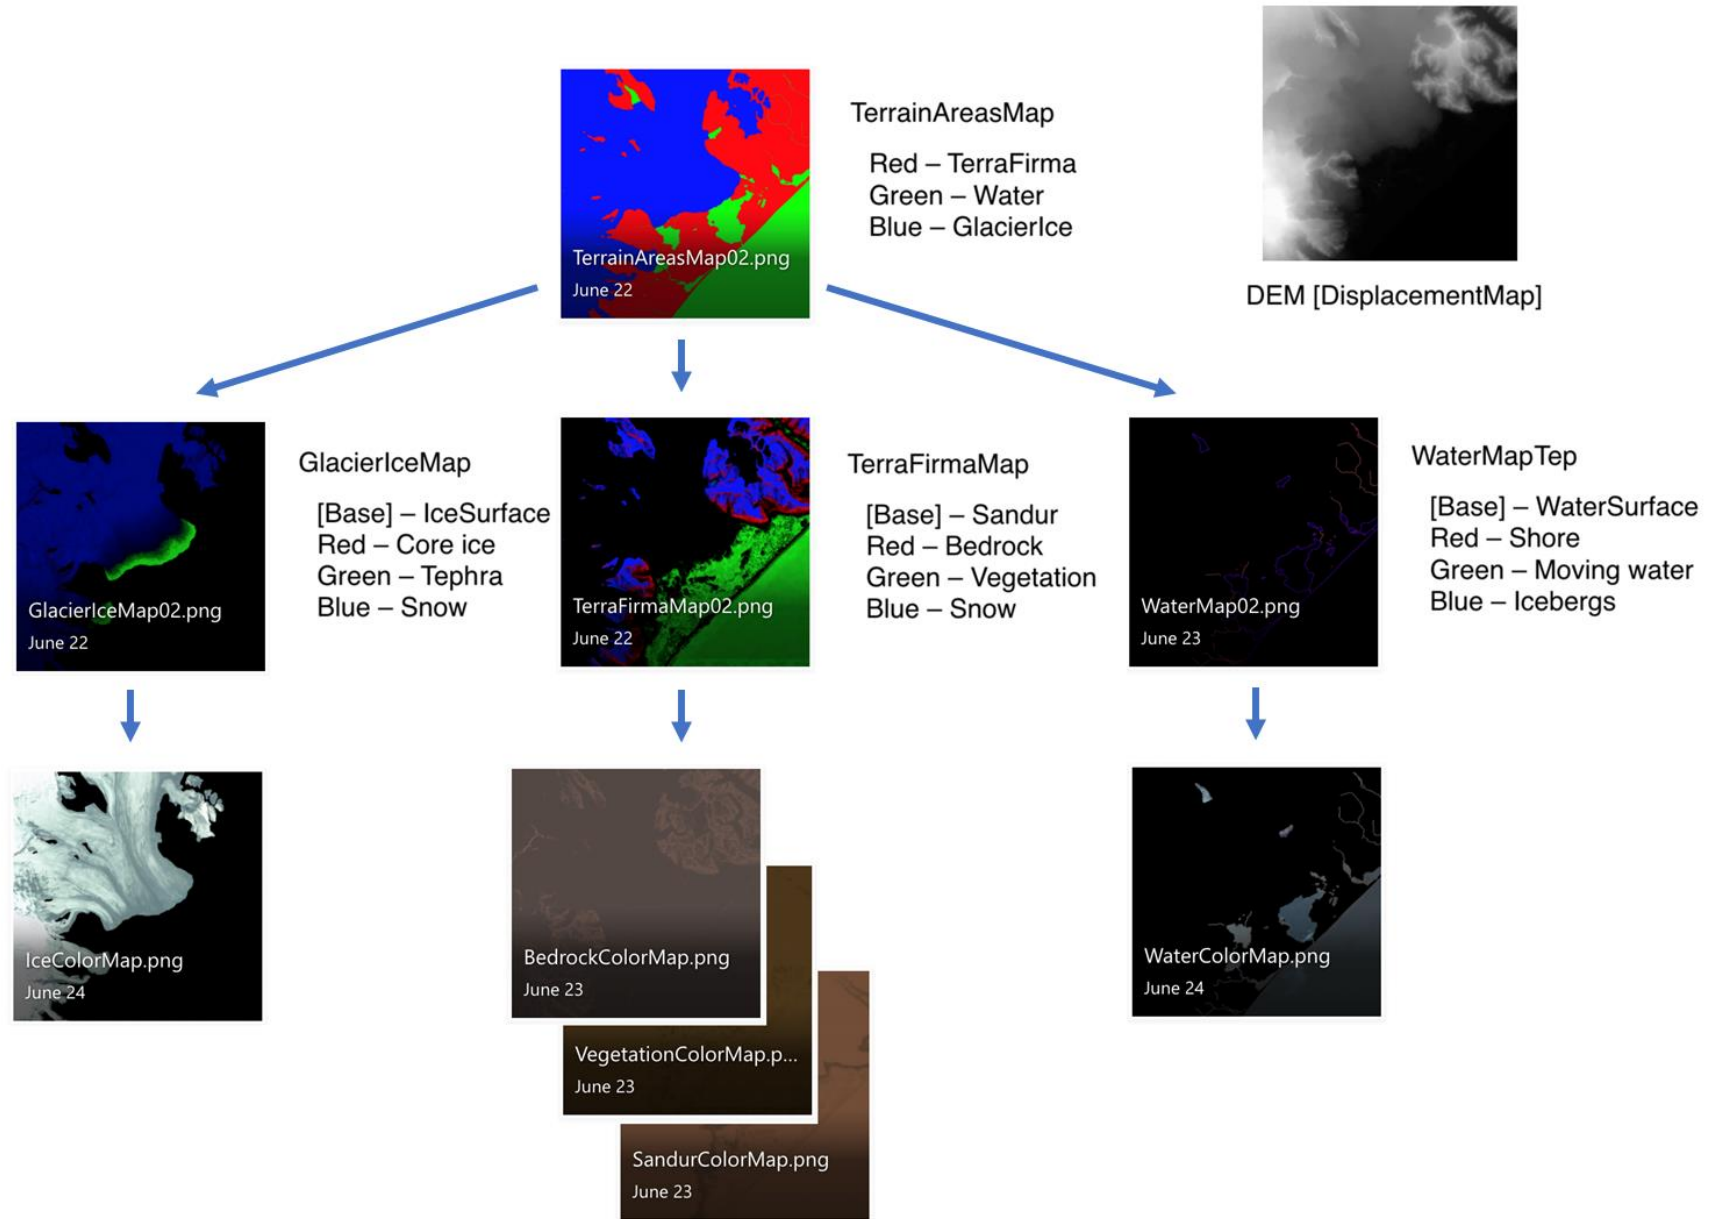 TerrainAreasMap
Red – TerraFirma
Green – Water
Blue – GlacierIce
TerrainAreasMap02.png
June 22
DEM [DisplacementMap]
GlacierIceMap
[Base] – IceSurface
Red – Core ice
Green – Tephra
Blue – Snow
GlacierIceMap02.png
June 22
TerraFirmaMap
[Base] – Sandur
Red – Bedrock
Green – Vegetation
Blue – Snow
TerraFirmaMap02.png
June 22
WaterMapTep
[Base] – WaterSurface
Red – Shore
Green – Moving water
Blue – Icebergs
WaterMap02.png
June 23
IceColorMap.png
June 24
BedrockColorMap.png
June 23
VegetationColorMap.p...
June 23
SandurColorMap.png
June 23
WaterColorMap.png
June 24